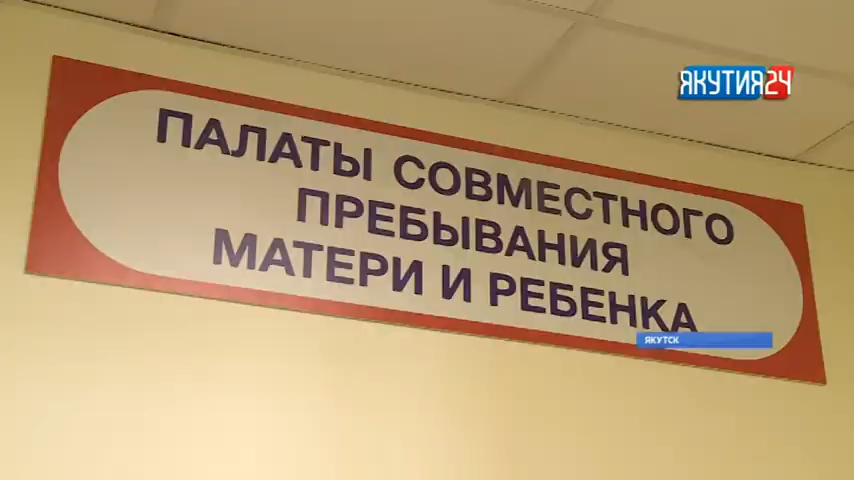 ЯКУТИЯ24
ПАЛАТЫ СОВМЕСТНОГО
ПРЕБЫВАНИЯ
МАТЕРИ И РЕБЕНКА
ЯКУТСК